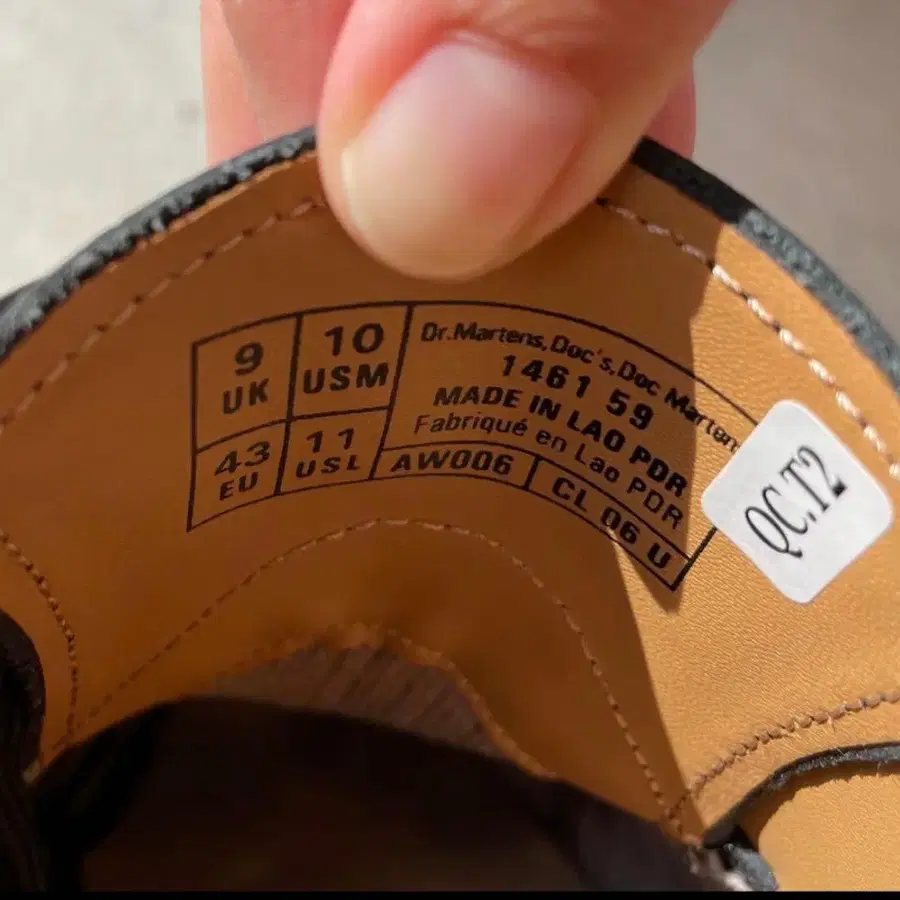 9
UK
10
USM
43
EU
11
USL
Dr.Martens,Doc's,Doc Marten
1461 59
MADE IN LAO PDR
Fabriqué en Lao PDR
AW006
CL 06 U
QC.T2